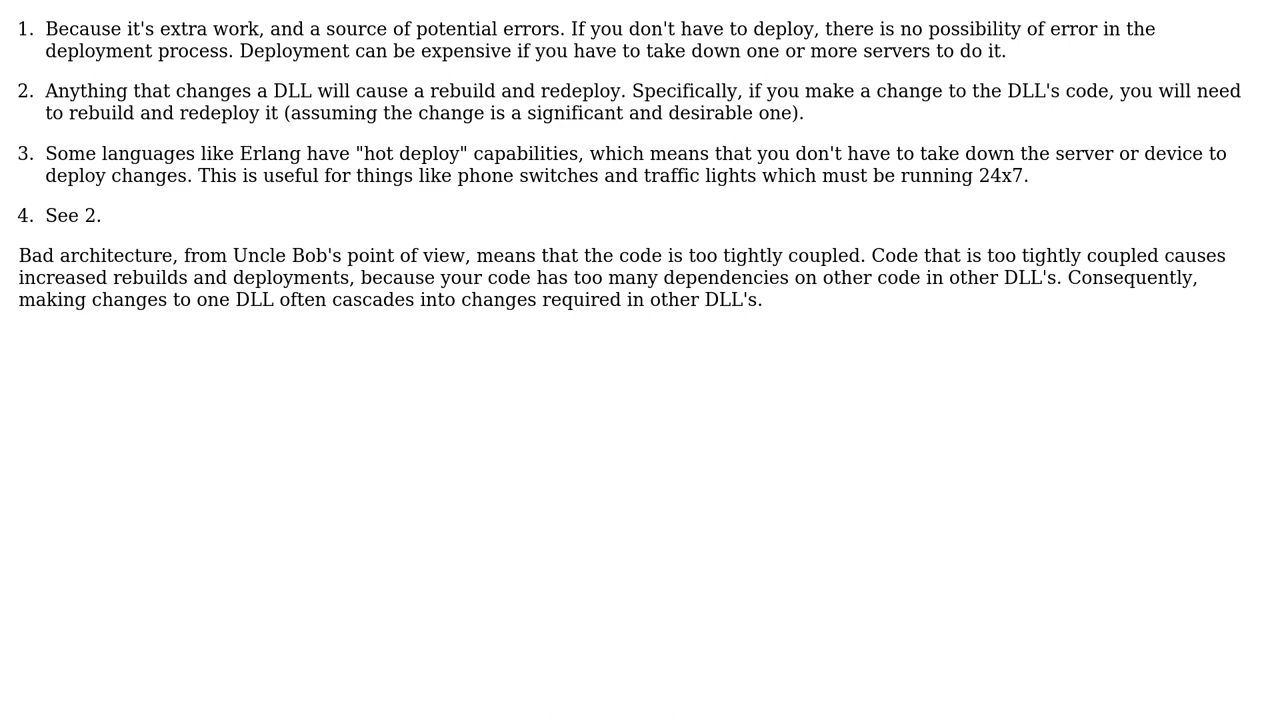 1. Because it's extra work, and a source of potential errors. If you don't have to deploy, there is no possibility of error in the
deployment process. Deployment can be expensive if you have to take down one or more servers to do it.
2. Anything that changes a DLL will cause a rebuild and redeploy. Specifically, if you make a change to the DLL's code, you will need
to rebuild and redeploy it (assuming the change is a significant and desirable one).
3. Some languages like Erlang have "hot deploy" capabilities, which means that you don't have to take down the server or device to
deploy changes. This is useful for things like phone switches and traffic lights which must be running 24x7.
4. See 2.
Bad architecture, from Uncle Bob's point of view, means that the code is too tightly coupled. Code that is too tightly coupled causes
increased rebuilds and deployments, because your code has too many dependencies on other code in other DLL's. Consequently,
making changes to one DLL often cascades into changes required in other DLL's.